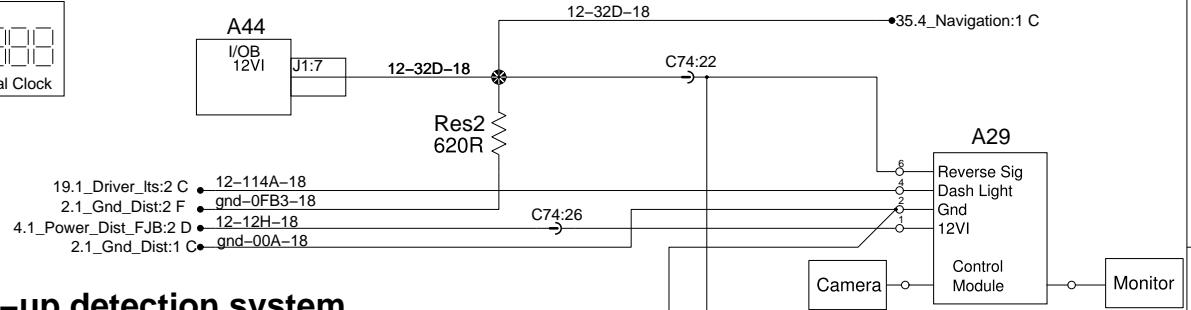 12−32D−18
35.4_Navigation:1 C
A44
I/OB
12VI
J1:7
12−32D−18
C74:22
al Clock
Res2
620R
A29
6
Reverse Sig
19.1_Driver_lts:2 C
12−114A−18
4
Dash Light
2.1_Gnd_Dist:2 F
gnd−0FB3−18
2
Gnd
4.1_Power_Dist_FJB:2 D
12−12H−18
C74:26
1
12VI
2.1_Gnd_Dist:1 C
gnd−00A−18
Control
Module
Camera
Monitor
−up detection system